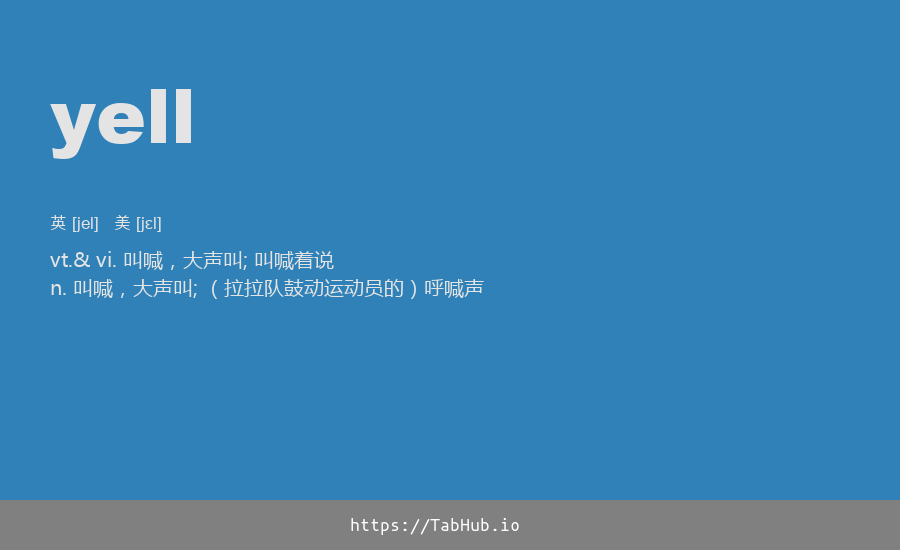 yell
英 [jel] 美 [jɛl]
vt.& vi. 叫喊，大声叫; 叫喊着说
n. 叫喊，大声叫; （拉拉队鼓动运动员的）呼喊声
https://TabHub.io